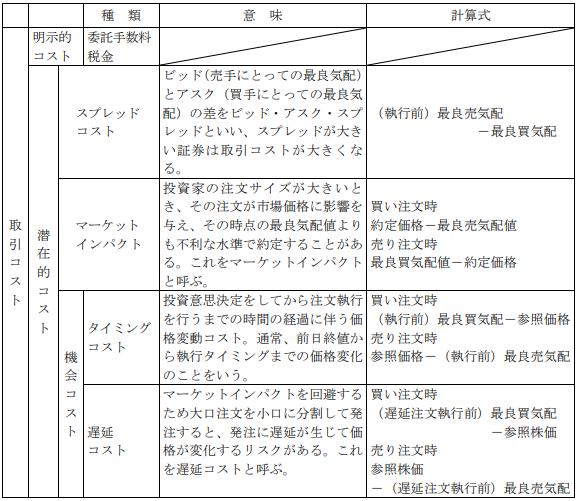 種　類
意　味
計算式
取引コスト
明示的
コスト
委託手数料
税金
潜在的コスト
スプレッド
コスト
ビッド（売手にとっての最良気配）
とアスク（買手にとっての最良気
配）の差をビッド・アスク・スプ
レッドといい、スプレッドが大き
い証券は取引コストが大きくな
る。
（執行前）最良売気配
－最良買気配
マーケット
インパクト
投資家の注文サイズが大きいと
き、その注文が市場価格に影響を
与え、その時点の最良気配値より
も不利な水準で約定することがあ
る。これをマーケットインパクト
と呼ぶ。
買い注文時
約定価格－最良売気配値
売り注文時
最良買気配値－約定価格
機会コスト
タイミング
コスト
投資意思決定をしてから注文執行
を行うまでの時間の経過に伴う価
格変動コスト。通常、前日終値か
ら執行タイミングまでの価格変化
のことをいう。
買い注文時
（執行前）最良買気配－参照価格
売り注文時
参照価格－（執行前）最良売気配
遅延
コスト
マーケットインパクトを回避する
ため大口注文を小口に分割して発
注すると、発注に遅延が生じて価
格が変化するリスクがある。これ
を遅延コストと呼ぶ。
買い注文時
（遅延注文執行前）最良買気配
－参照株価
売り注文時
参照株価
－（遅延注文執行前）最良売気配